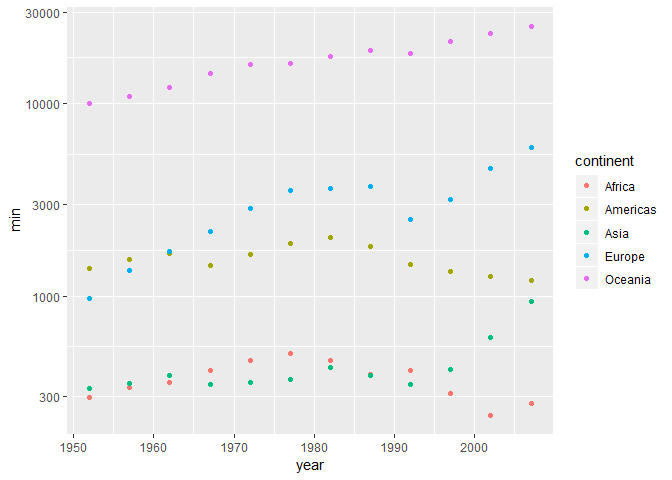 30000
10000
3000
1000
300
min
1950
1960
1970
1980
1990
2000
year
continent
Africa
Americas
Asia
Europe
Oceania